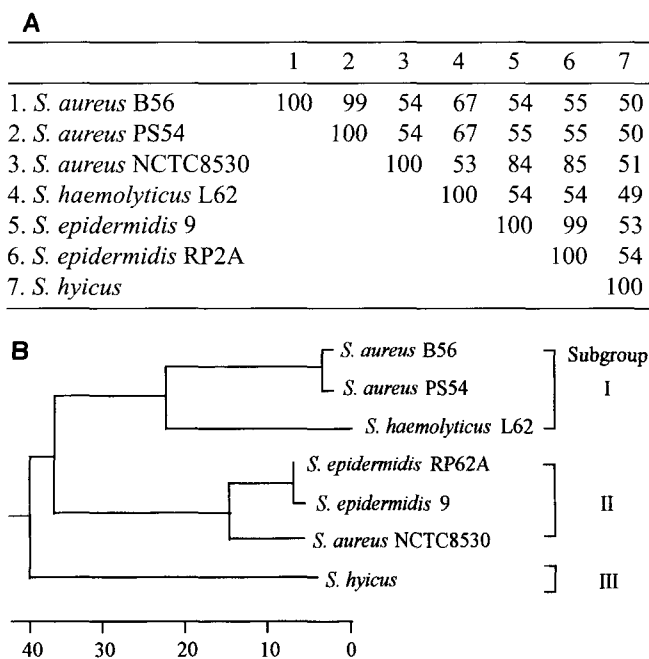 A
1 2 3 4 5 6 7
1. S. aureus B56 100 99 54 67 54 55 50
2. S. aureus PS54 100 54 67 55 55 50
3. S. aureus NCTC8530 100 53 84 85 51
4. S. haemolyticus L62 100 54 54 49
5. S. epidermidis 9 100 99 53
6. S. epidermidis RP2A 100 54
7. S. hyicus 100
B
S. aureus B56 Subgroup
S. aureus PS54 I
S. haemolyticus L62
S. epidermidis RP62A
S. epidermidis 9 II
S. aureus NCTC8530
S. hyicus III
40 30 20 10 0